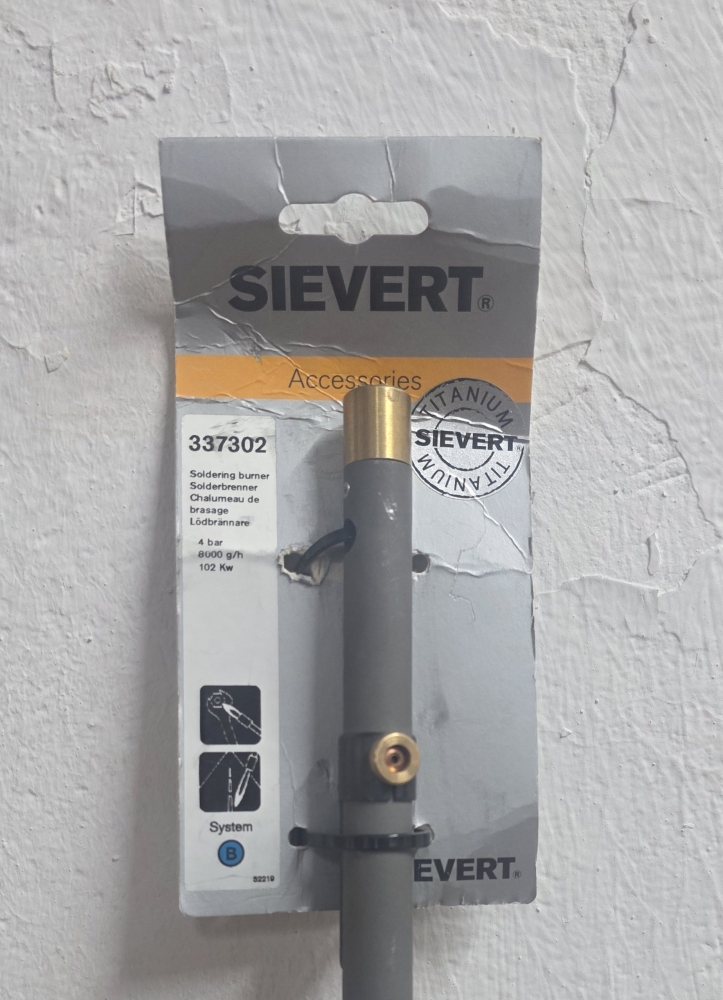 SIEVERT®
Accessories
TITANIUM
SIEVERT
TITANIUM
337302
Soldering burner
Solderbrenner
Chalumeau de
brasage
Lödbrännare
4 bar
8000 g/h
102 Kw
System
B
52219
EVERT®